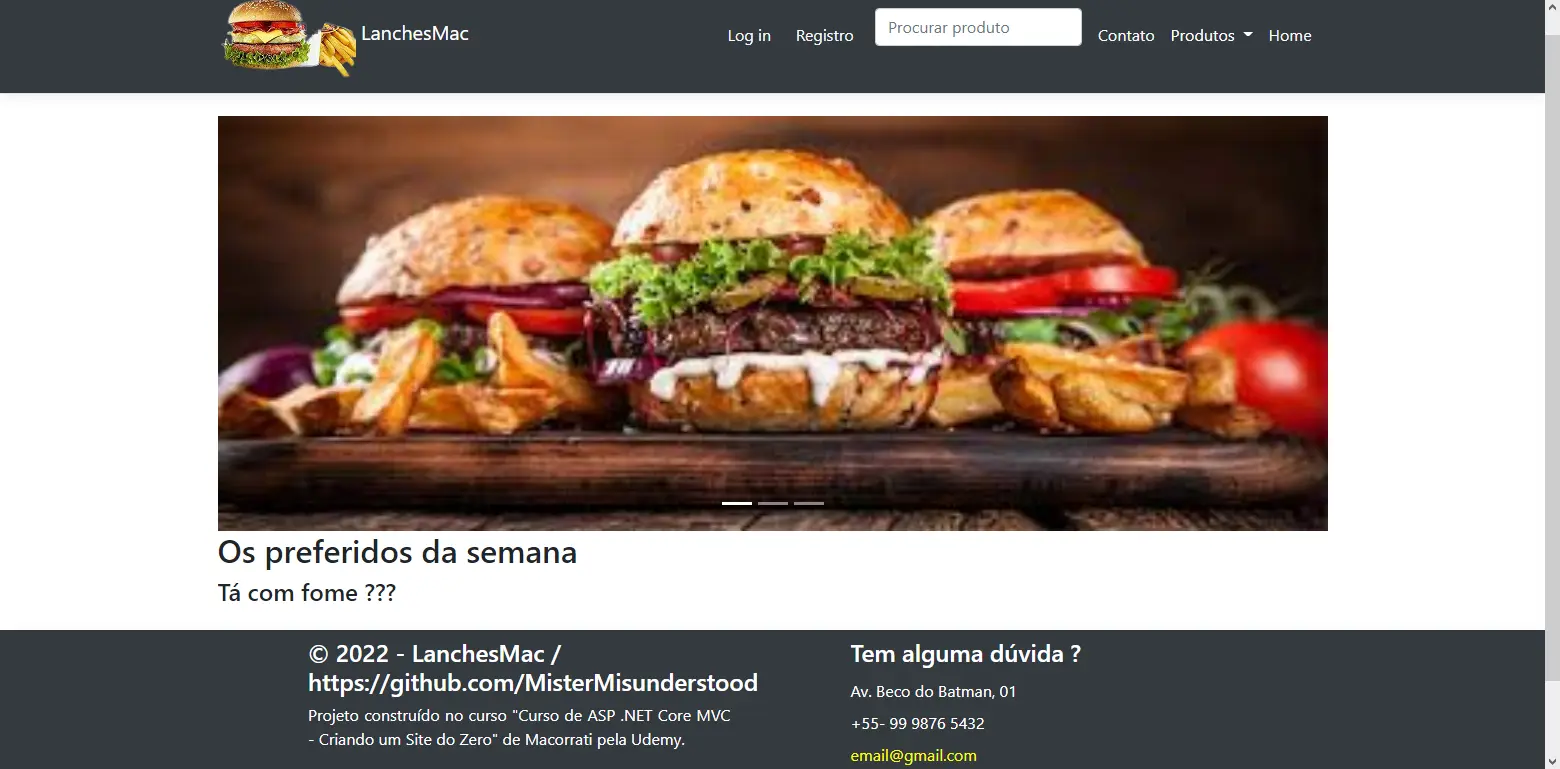 LanchesMac
Log in
Registro
Procurar produto
Contato
Produtos
Home
Os preferidos da semana
Tá com fome ???
© 2022 - LanchesMac /
https://github.com/MisterMisunderstood
Projeto construído no curso "Curso de ASP .NET Core MVC
- Criando um Site do Zero" de Macorrati pela Udemy.
Tem alguma dúvida ?
Av. Beco do Batman, 01
+55- 99 9876 5432
email@gmail.com